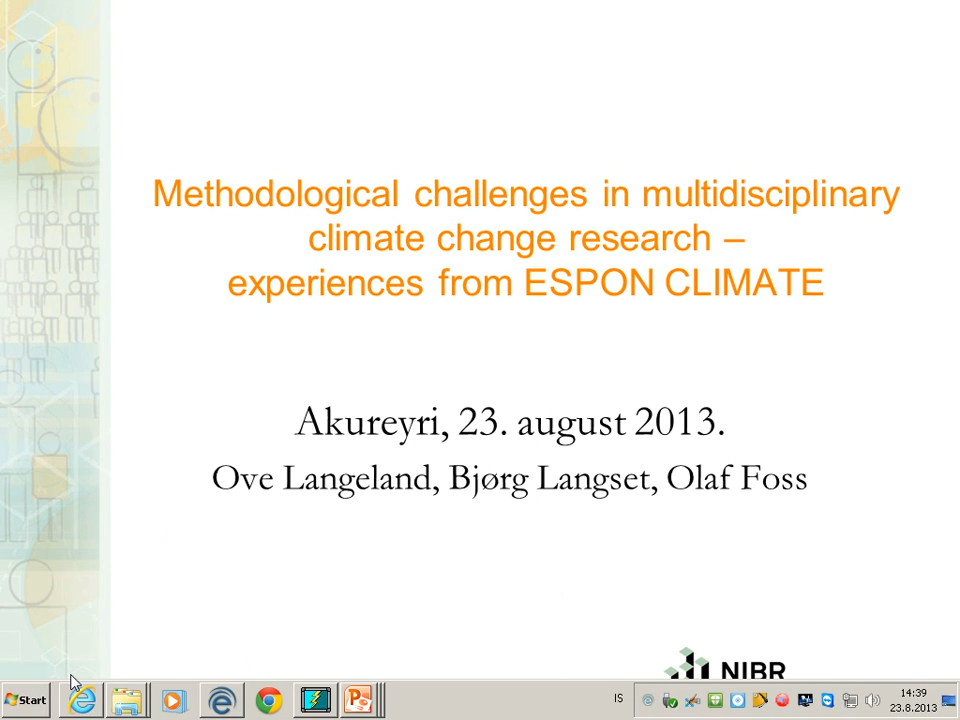 Methodological challenges in multidisciplinary
climate change research –
experiences from ESPON CLIMATE
Akureyri, 23. august 2013.
Ove Langeland, Bjørg Langset, Olaf Foss
NIBR
Start
IS
14:39
23.8.2013